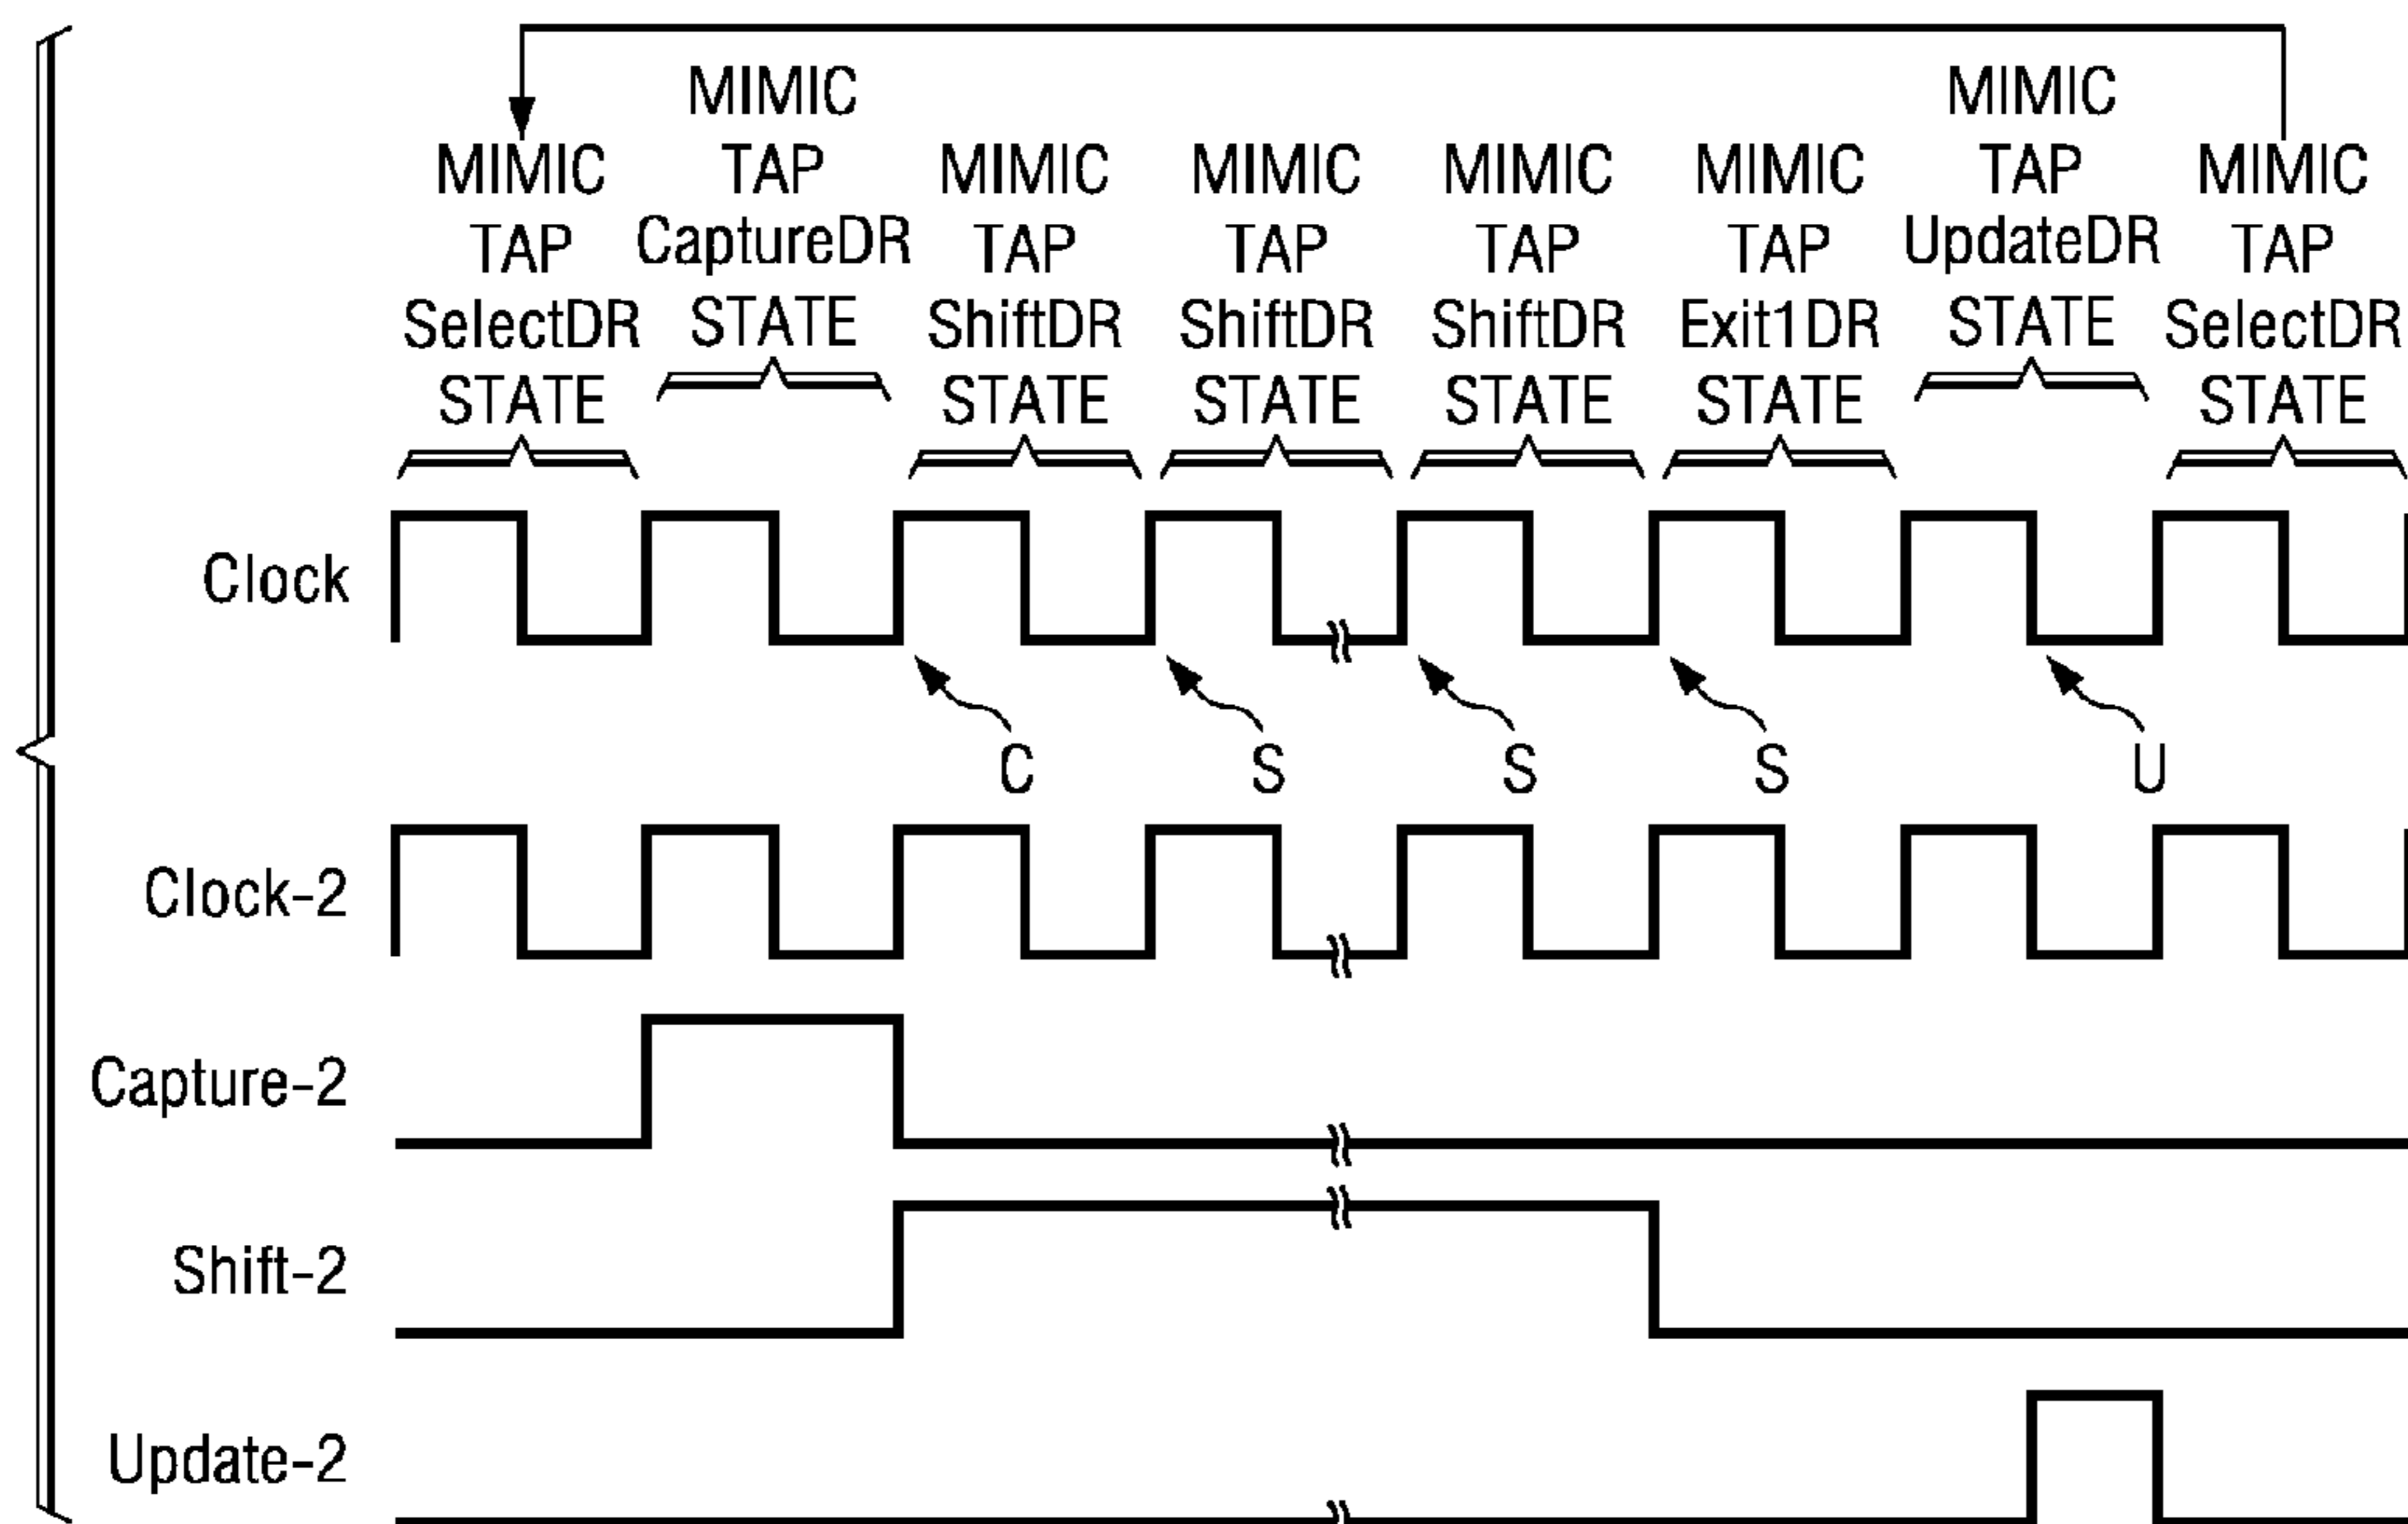 MIMIC
TAP
SelectDR
STATE
MIMIC
TAP
CaptureDR
STATE
MIMIC
TAP
ShiftDR
STATE
MIMIC
TAP
ShiftDR
STATE
MIMIC
TAP
ShiftDR
STATE
MIMIC
TAP
Exit1DR
STATE
MIMIC
TAP
UpdateDR
STATE
MIMIC
TAP
SelectDR
STATE
Clock
C
S
S
S
U
Clock-2
Capture-2
Shift-2
Update-2